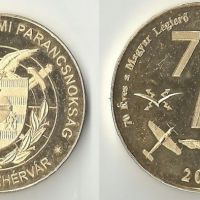 MI PARANCSNOKSÁG
HÉRVÁR
70 Éves a Magyar Légierő
7
20